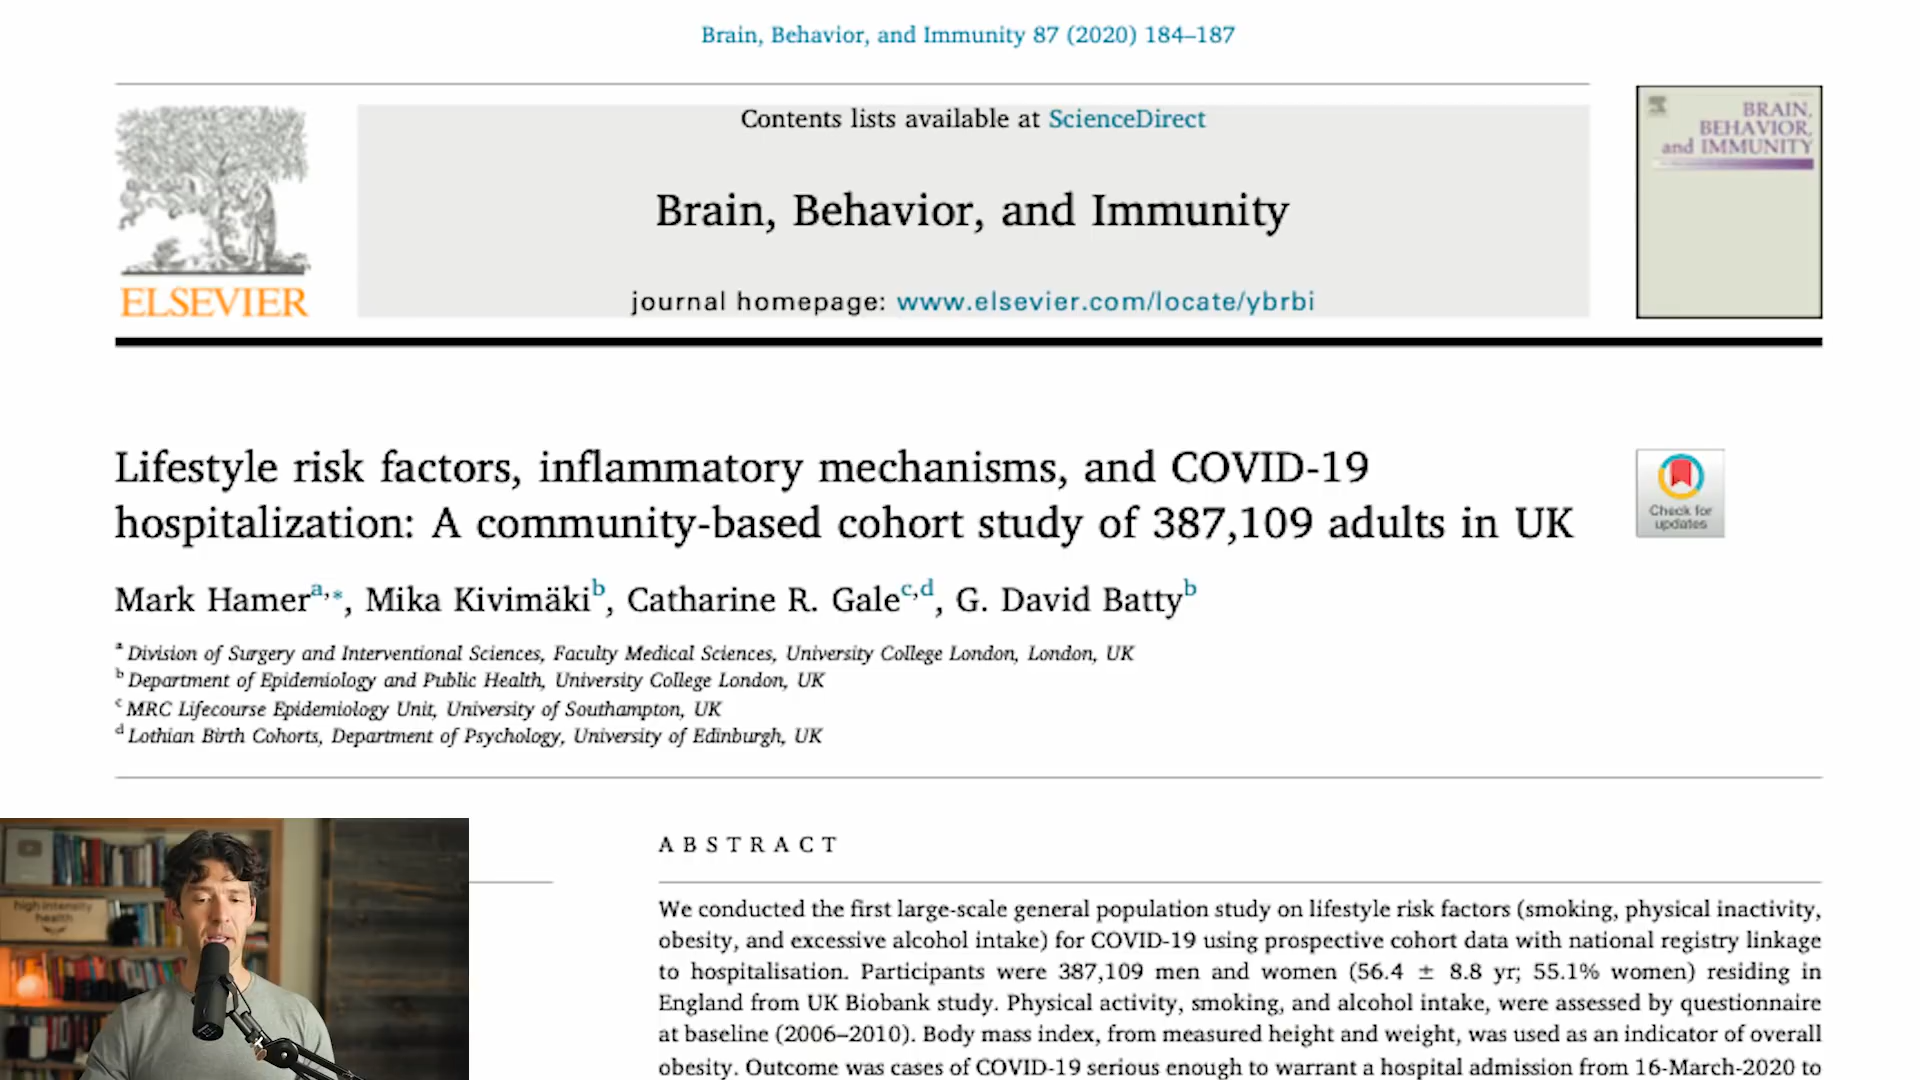 Brain, Behavior, and Immunity 87 (2020) 184–187
Contents lists available at ScienceDirect
Brain, Behavior, and Immunity
journal homepage: www.elsevier.com/locate/ybrbi
ELSEVIER
BRAIN,
BEHAVIOR,
and IMMUNITY
Lifestyle risk factors, inflammatory mechanisms, and COVID-19
hospitalization: A community-based cohort study of 387,109 adults in UK
Check for
updates
Mark Hamer a,*, Mika Kivimäki b, Catharine R. Gale c,d, G. David Batty b
a Division of Surgery and Interventional Sciences, Faculty Medical Sciences, University College London, London, UK
b Department of Epidemiology and Public Health, University College London, UK
c MRC Lifecourse Epidemiology Unit, University of Southampton, UK
d Lothian Birth Cohorts, Department of Psychology, University of Edinburgh, UK
ABSTRACT
We conducted the first large-scale general population study on lifestyle risk factors (smoking, physical inactivity,
obesity, and excessive alcohol intake) for COVID-19 using prospective cohort data with national registry linkage
to hospitalisation. Participants were 387,109 men and women (56.4 ± 8.8 yr; 55.1% women) residing in
England from UK Biobank study. Physical activity, smoking, and alcohol intake, were assessed by questionnaire
at baseline (2006–2010). Body mass index, from measured height and weight, was used as an indicator of overall
obesity. Outcome was cases of COVID-19 serious enough to warrant a hospital admission from 16-March-2020 to
high intensity
health